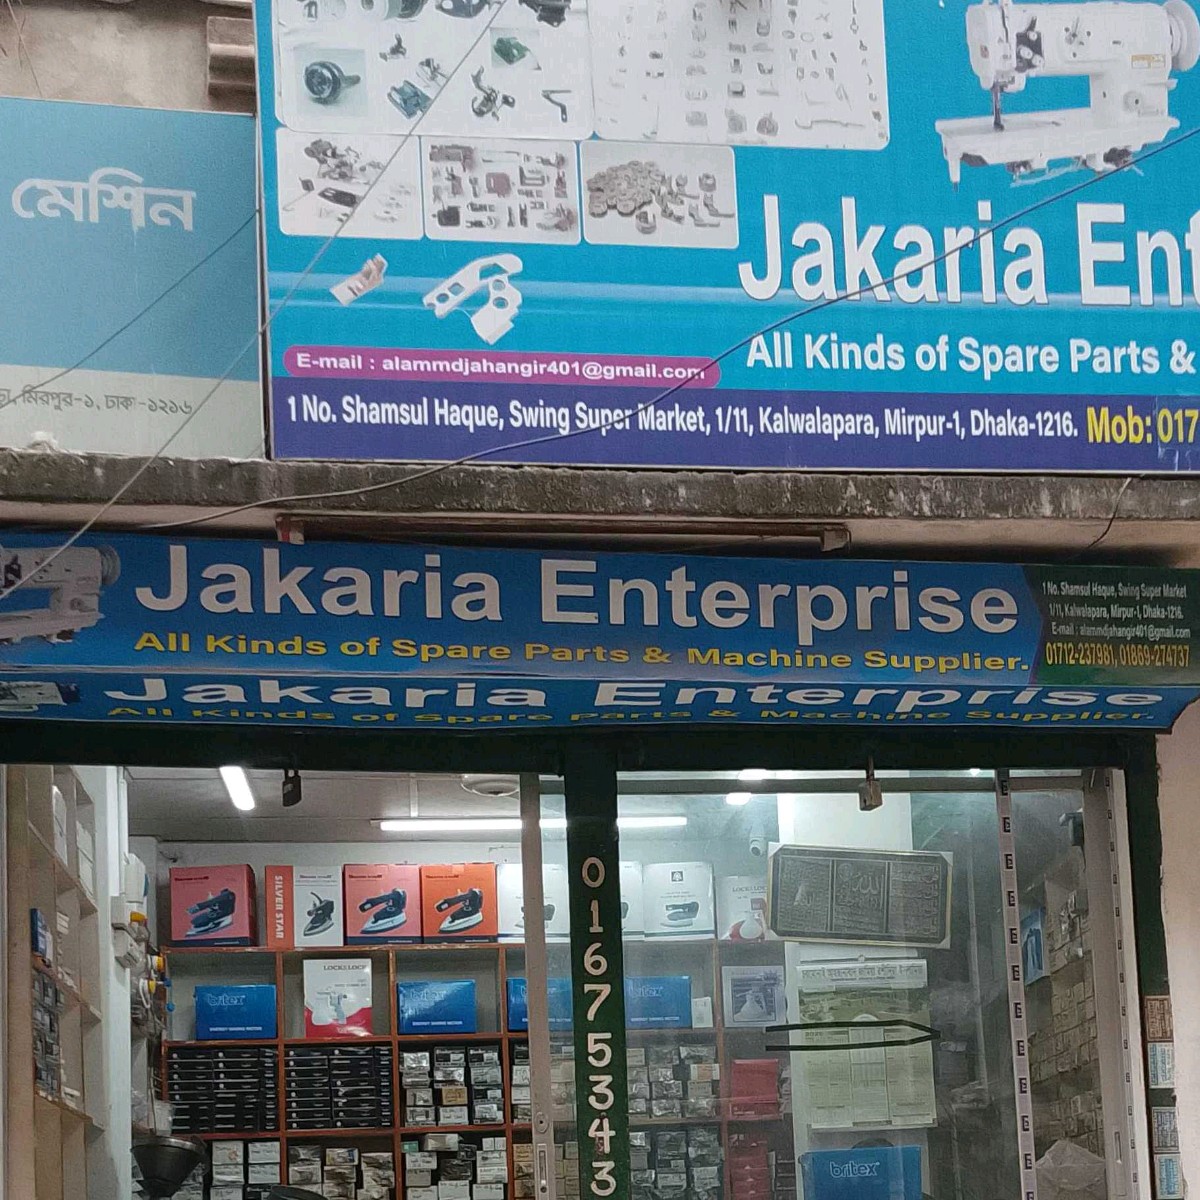 মেশিন
মিরপুর-১, ঢাকা-১২১৬
Jakaria
All Kinds of Spare Parts &
E-mail : alammdjahangir401@gmail.com
1 No. Shamsul Haque, Swing Super Market, 1/11, Kalwalapara, Mirpur-1, Dhaka-1216. Mob: 017
Jakaria Enterprise
All Kinds of Spare Parts & Machine Supplier.
1 No. Shamsul Haque, Swing Super Market
1/11, Kalwalapara, Mirpur-1, Dhaka-1216.
E-mail : alammdjahangir401@gmail.com
01712-237981, 01869-274737
Jakaria Enterprise
All Kinds of Spare Parts & Machine Supplier.
01675343
SILVER STAR
britex
britex
britex
britex
britex